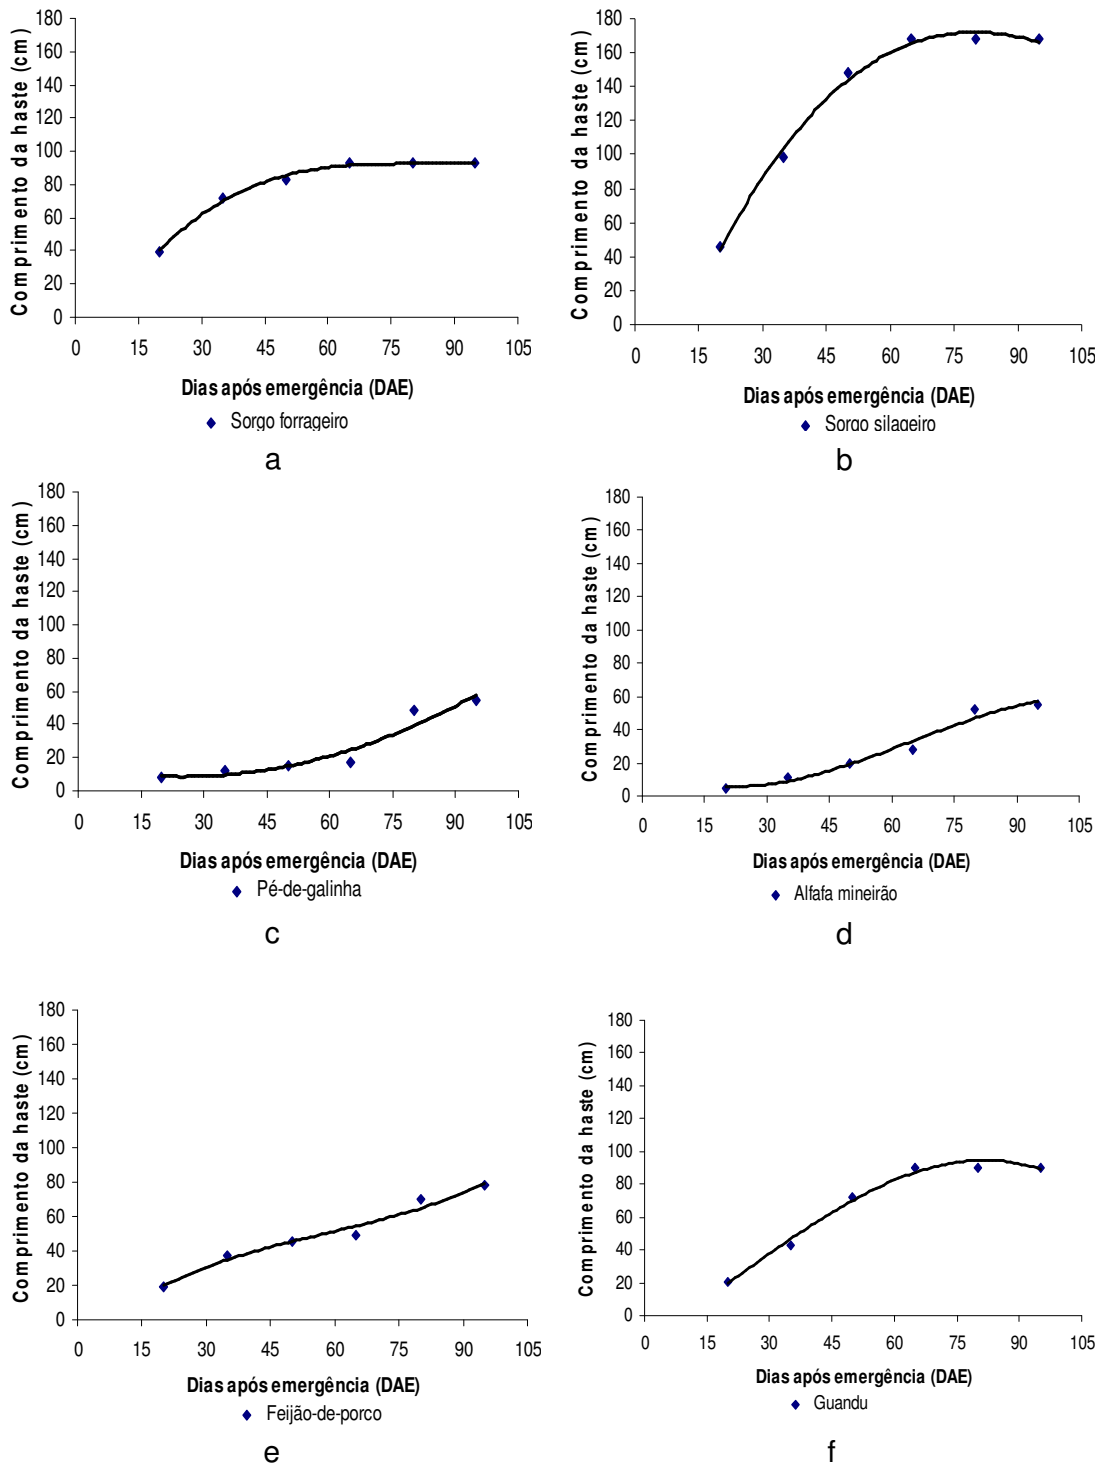 Comprimento da haste (cm)
180
160
140
120
100
80
60
40
20
0
0 15 30 45 60 75 90 105
Dias após emergência (DAE)
Sorgo forrageiro
a
Comprimento da haste (cm)
180
160
140
120
100
80
60
40
20
0
0 15 30 45 60 75 90 105
Dias após emergência (DAE)
Sorgo silageiro
b
Comprimento da haste (cm)
180
160
140
120
100
80
60
40
20
0
0 15 30 45 60 75 90 105
Dias após emergência (DAE)
Pé-de-galinha
c
Comprimento da haste (cm)
180
160
140
120
100
80
60
40
20
0
0 15 30 45 60 75 90 105
Dias após emergência (DAE)
Alfafa mineirão
d
Comprimento da haste (cm)
180
160
140
120
100
80
60
40
20
0
0 15 30 45 60 75 90 105
Dias após emergência (DAE)
Feijão-de-porco
e
Comprimento da haste (cm)
180
160
140
120
100
80
60
40
20
0
0 15 30 45 60 75 90 105
Dias após emergência (DAE)
Guandu
f